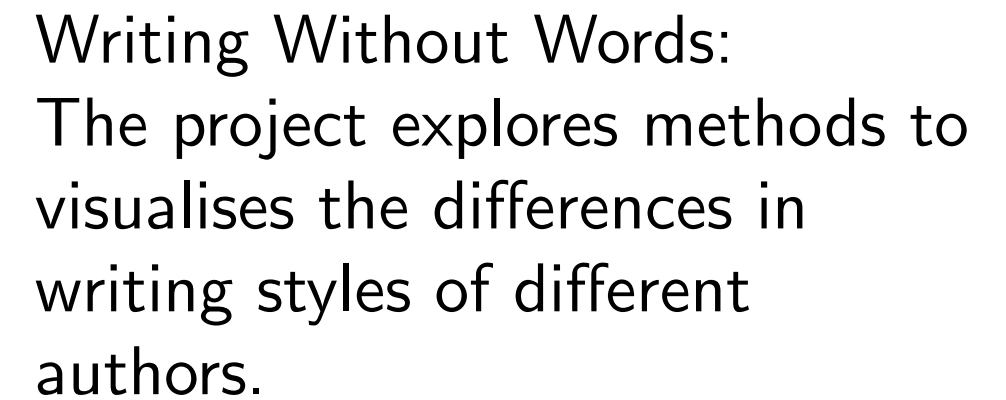 Writing Without Words:
The project explores methods to
visualises the differences in
writing styles of different
authors.